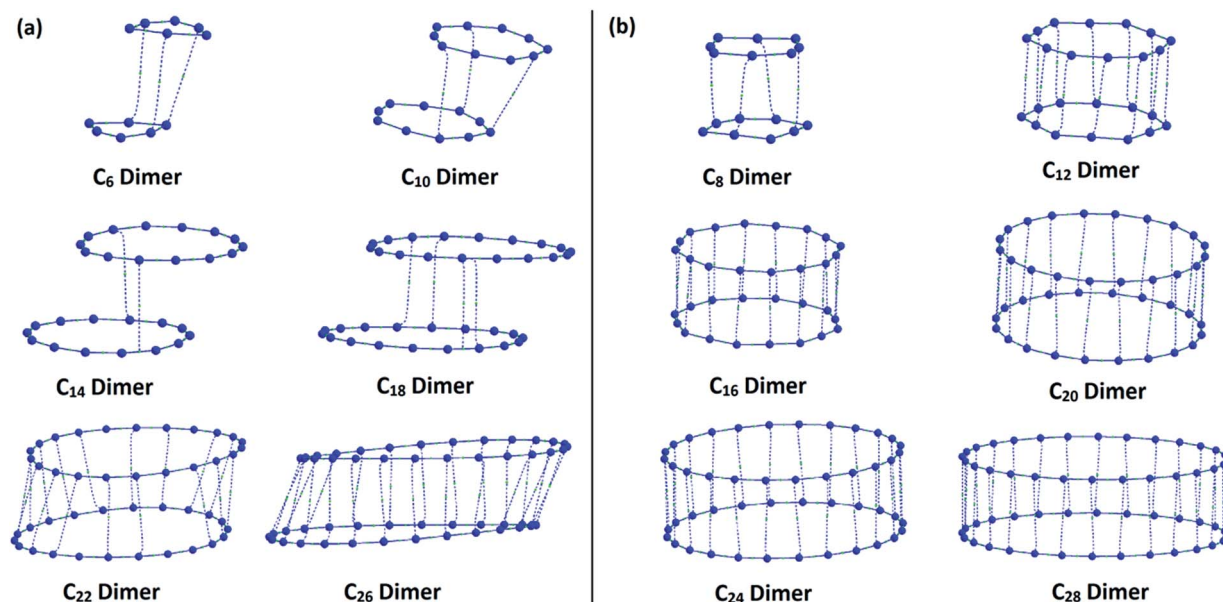 (a)
(b)
C₆ Dimer
C₁₀ Dimer
C₈ Dimer
C₁₂ Dimer
C₁₄ Dimer
C₁₈ Dimer
C₁₆ Dimer
C₂₀ Dimer
C₂₂ Dimer
C₂₆ Dimer
C₂₄ Dimer
C₂₈ Dimer